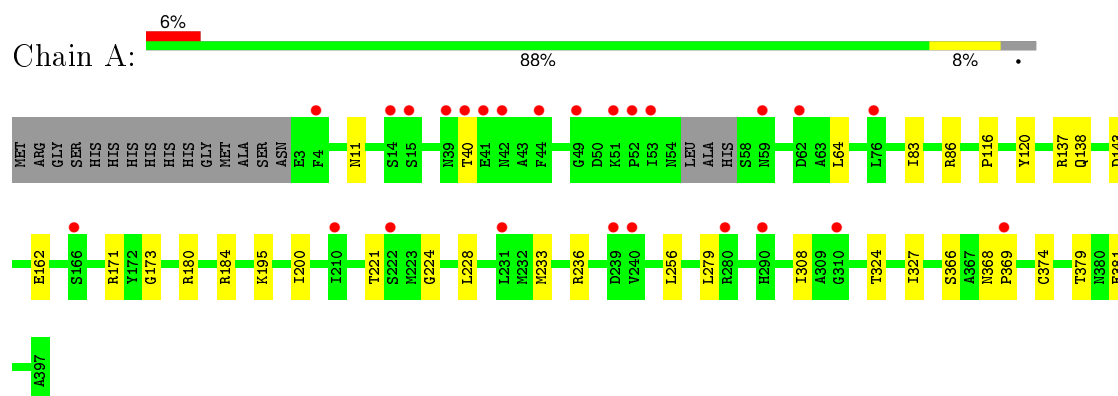 6%
Chain A:
88% 8%
MET ARG GLY SER HIS HIS HIS HIS HIS HIS GLY MET ALA SER ASN E3 F4 N11 S14 S15 N39 T40 E41 N42 A43 F44 G49 D50 K51 P52 I53 N54 LEU ALA HIS S58 N59 D62 A63 L64 L76 I83 R86 P116 Y120 R137 Q138
E162 S166 R171 Y172 G173 R180 R184 K195 I200 I210 T221 S222 M223 G224 L228 L231 M232 M233 R236 D239 V240 L256 L279 R280 H290 I308 A309 G310 T324 I327 S366 A367 N368 P369 C374 T379 N380
A397